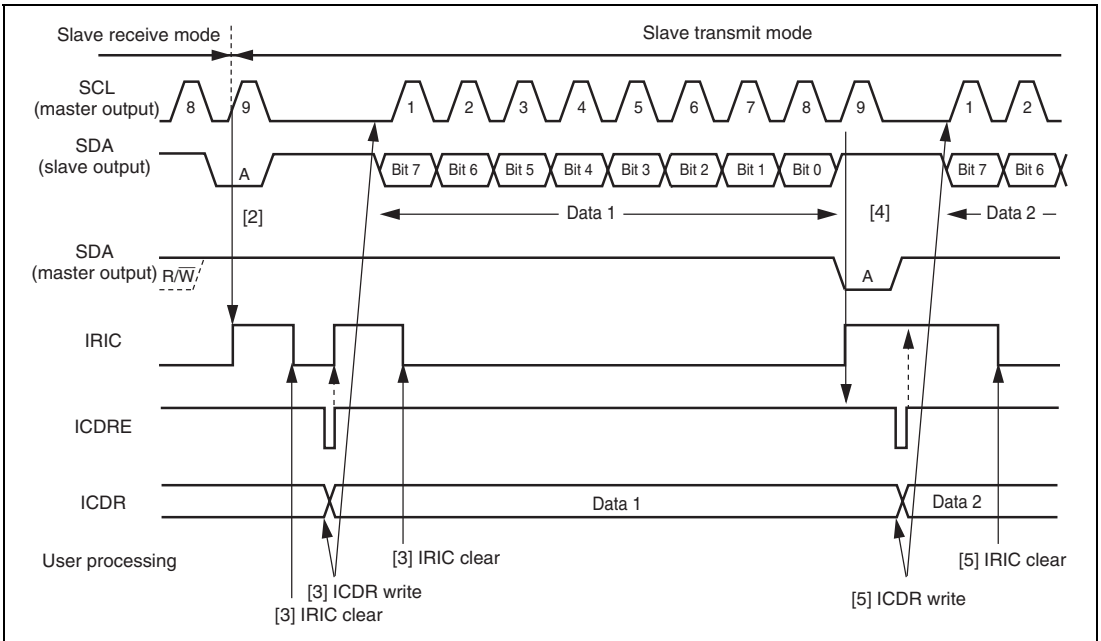 Slave receive mode
Slave transmit mode
SCL
(master output)
8 9 1 2 3 4 5 6 7 8 9 1 2
SDA
(slave output)
A Bit 7 Bit 6 Bit 5 Bit 4 Bit 3 Bit 2 Bit 1 Bit 0 Bit 7 Bit 6
[2] Data 1 [4] Data 2
SDA
(master output)
R/W̅
A
IRIC
ICDRE
ICDR
Data 1
Data 2
User processing
[3] IRIC clear
[5] IRIC clear
[3] ICDR write
[5] ICDR write
[3] IRIC clear